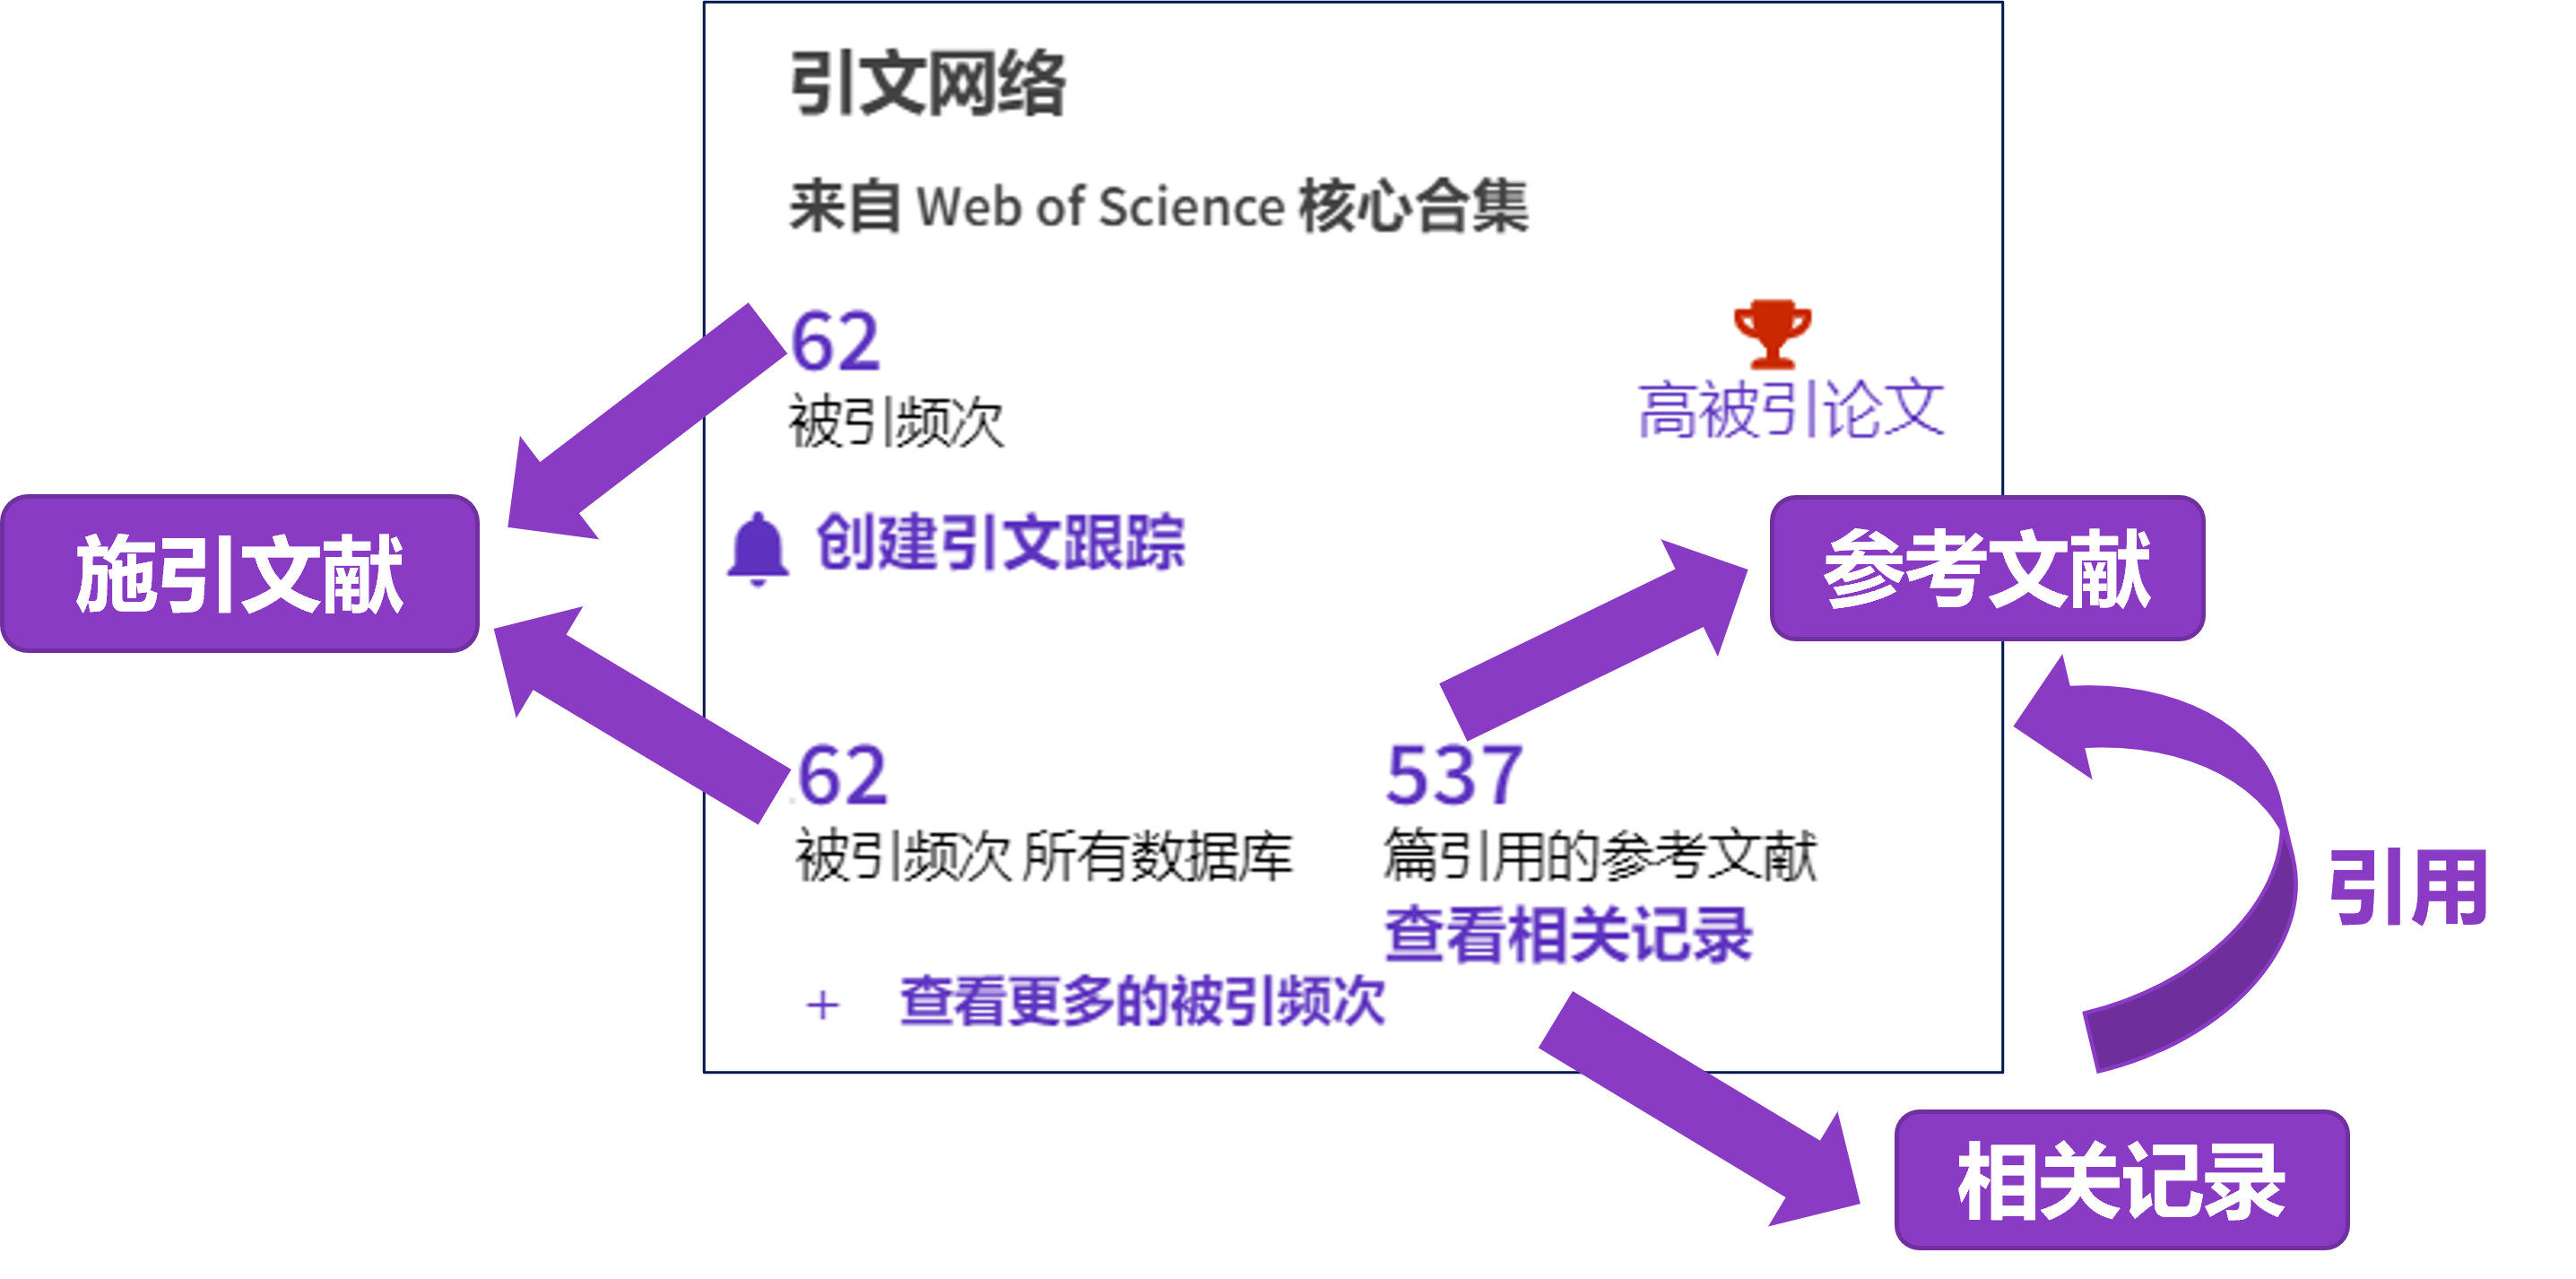 引文网络
来自 Web of Science 核心合集
62
被引频次
高被引论文
创建引文跟踪
施引文献
参考文献
62
被引频次 所有数据库
537
篇引用的参考文献
查看相关记录
+ 查看更多的被引频次
引用
相关记录